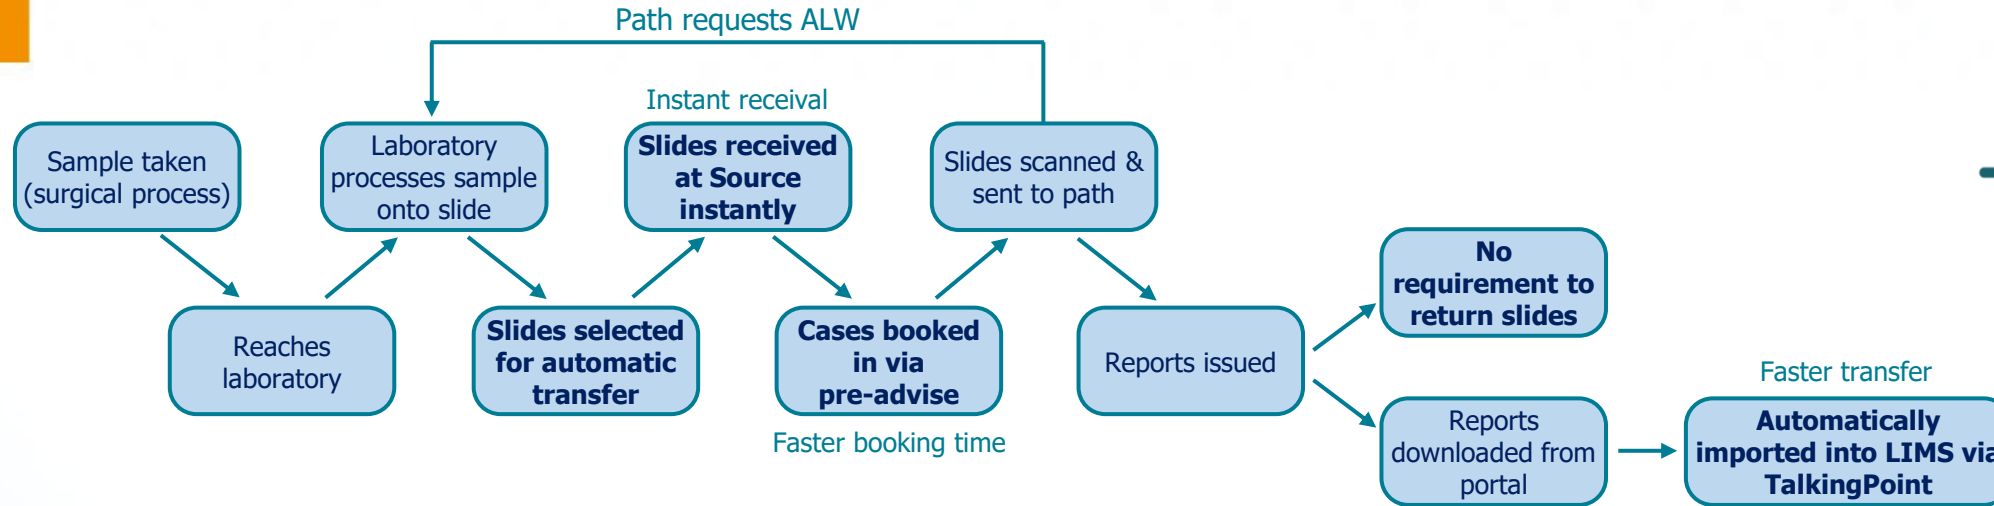 Path requests ALW
Instant receival
Sample taken
(surgical process)
Laboratory
processes sample
onto slide
Slides received
at Source
instantly
Slides scanned &
sent to path
Reaches
laboratory
Slides selected
for automatic
transfer
Cases booked
in via
pre-advise
Faster booking time
Reports issued
No
requirement to
return slides
Reports
downloaded from
portal
Faster transfer
Automatically
imported into LIMS via
TalkingPoint